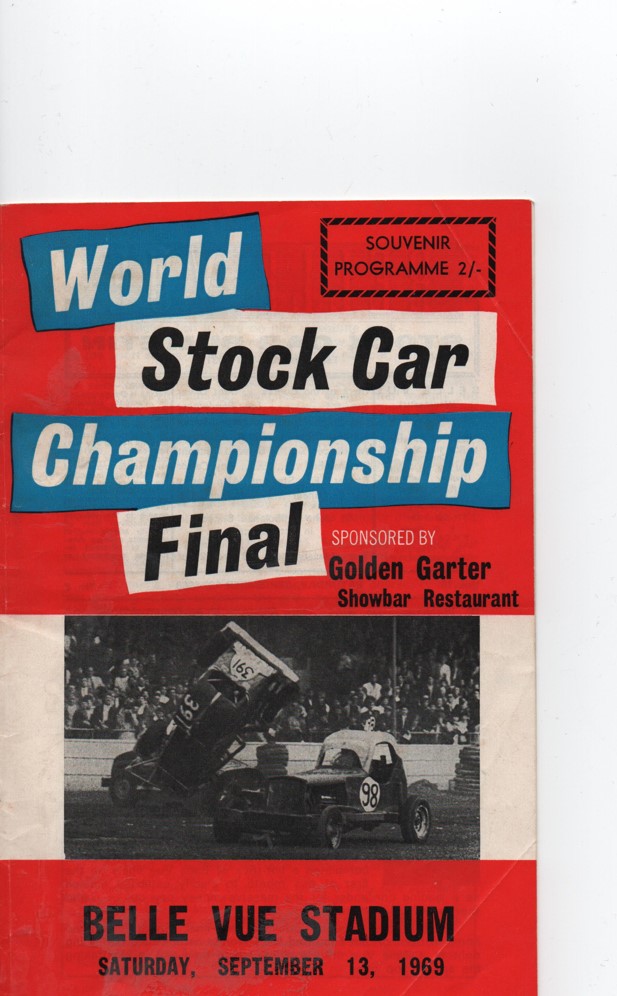 World
SOUVENIR
PROGRAMME 2/-
Stock Car
Championship
Final
SPONSORED BY
Golden Garter
Showbar Restaurant
391
391
98
BELLE VUE STADIUM
SATURDAY, SEPTEMBER 13, 1969